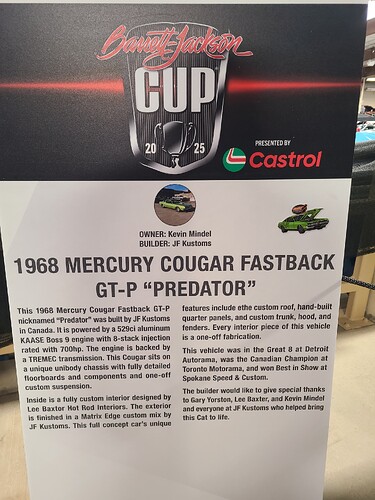 Barrett-Jackson
CUP
20 25
PRESENTED BY
Castrol
OWNER: Kevin Mindel
BUILDER: JF Kustoms
1968 MERCURY COUGAR FASTBACK
GT-P “PREDATOR”
This 1968 Mercury Cougar Fastback GT-P
nicknamed “Predator” was built by JF Kustoms
in Canada. It is powered by a 529ci aluminum
KAASE Boss 9 engine with 8-stack injection
rated with 700hp. The engine is backed by
a TREMEC transmission. This Cougar sits on
a unique unibody chassis with fully detailed
floorboards and components and one-off
custom suspension.
Inside is a fully custom interior designed by
Lee Baxtor Hot Rod Interiors. The exterior
is finished in a Matrix Edge custom mix by
JF Kustoms. This full concept car's unique
features include ethe custom roof, hand-built
quarter panels, and custom trunk, hood, and
fenders. Every interior piece of this vehicle
is a one-off fabrication.
This vehicle was in the Great 8 at Detroit
Autorama, was the Canadian Champion at
Toronto Motorama, and won Best in Show at
Spokane Speed & Custom.
The builder would like to give special thanks
to Gary Yorston, Lee Baxter, and Kevin Mindel
and everyone at JF Kustoms who helped bring
this Cat to life.